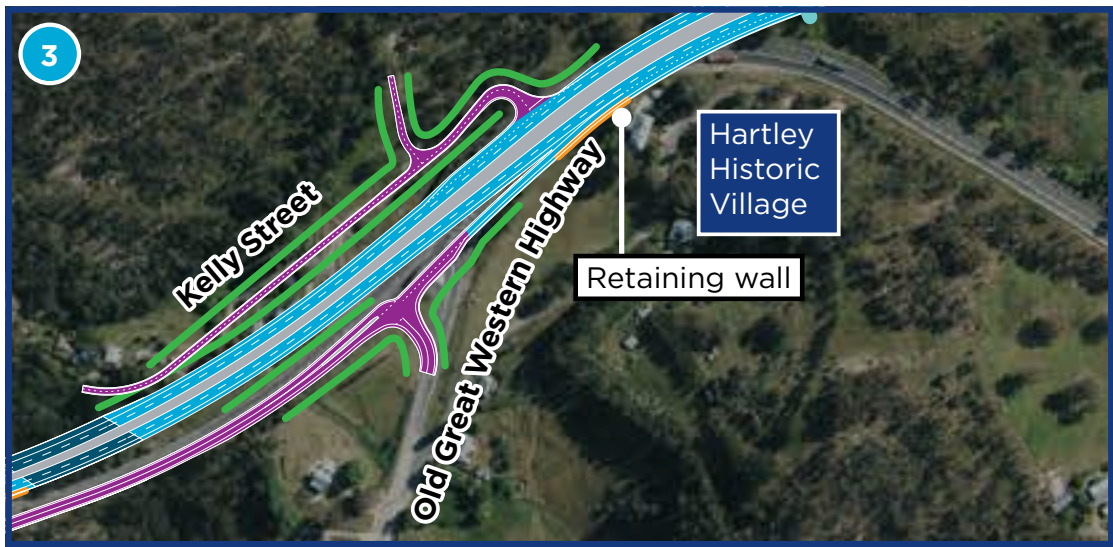 3
Kelly Street
Old Great Western Highway
Hartley
Historic
Village
Retaining wall